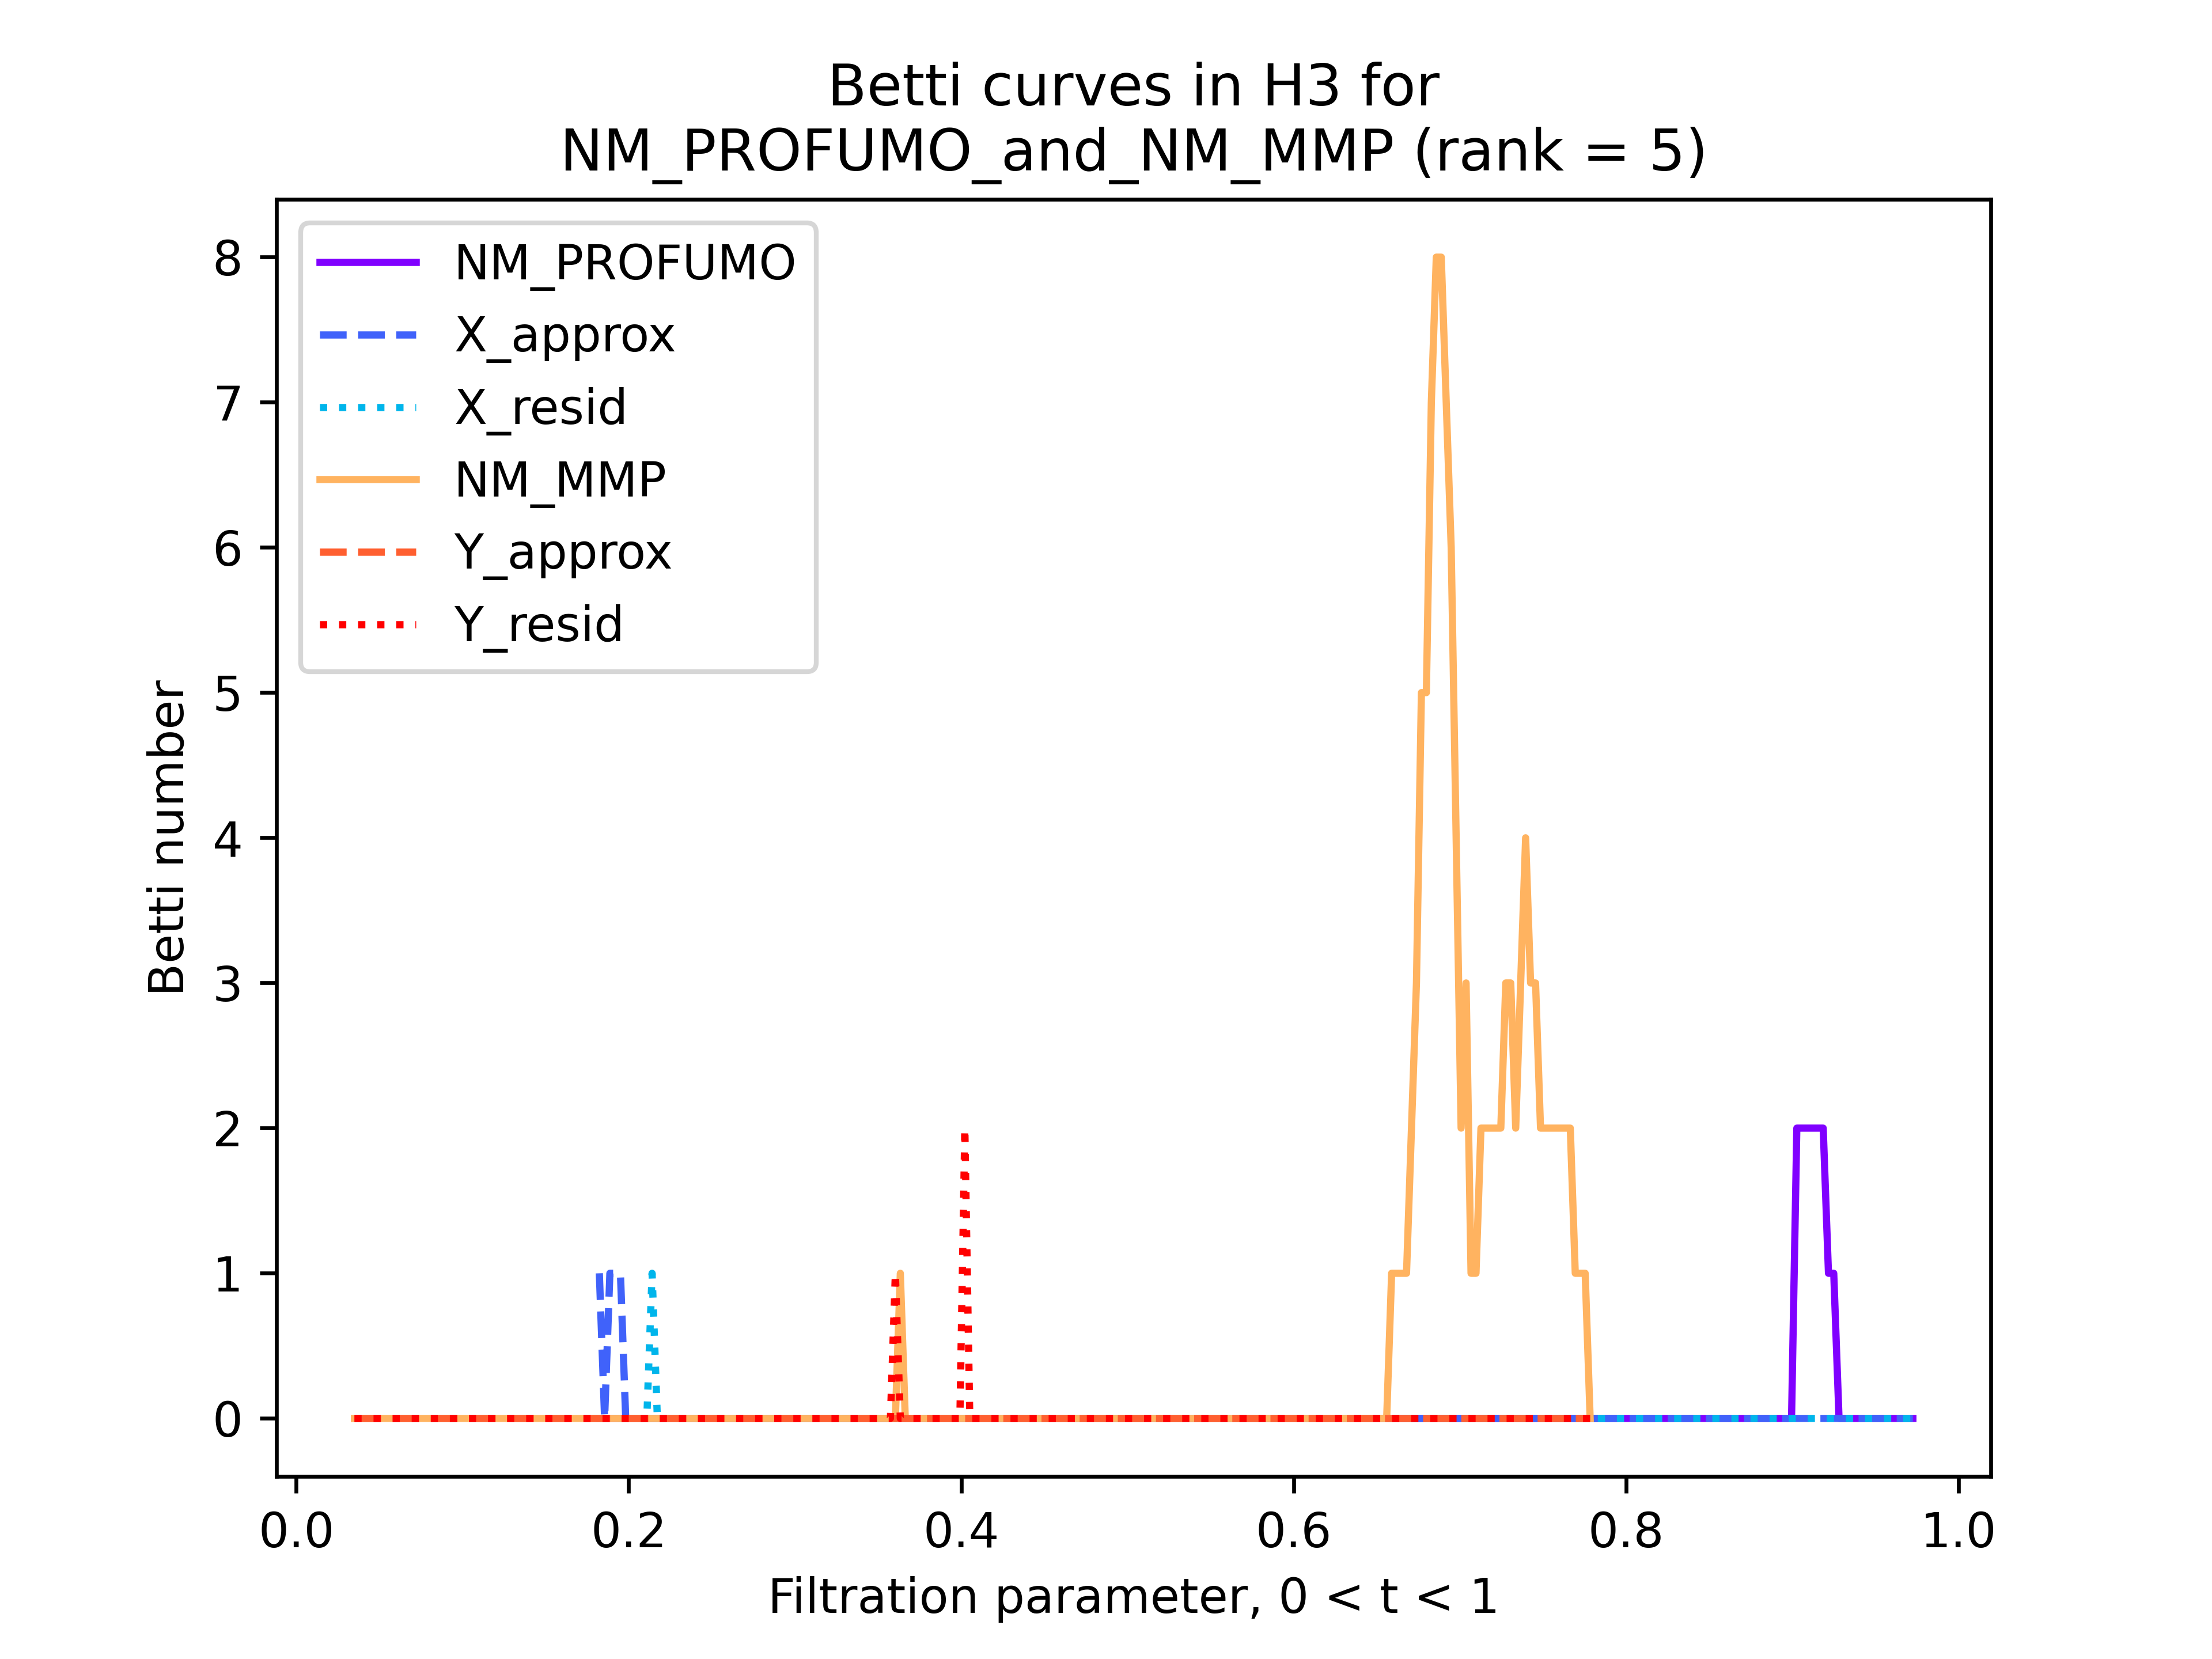 Betti curves in H3 for
NM_PROFUMO_and_NM_MMP (rank = 5)
NM_PROFUMO
X_approx
X_resid
NM_MMP
Y_approx
Y_resid
Betti number
8
7
6
5
4
3
2
1
0
0.0 0.2 0.4 0.6 0.8 1.0
Filtration parameter, 0 < t < 1